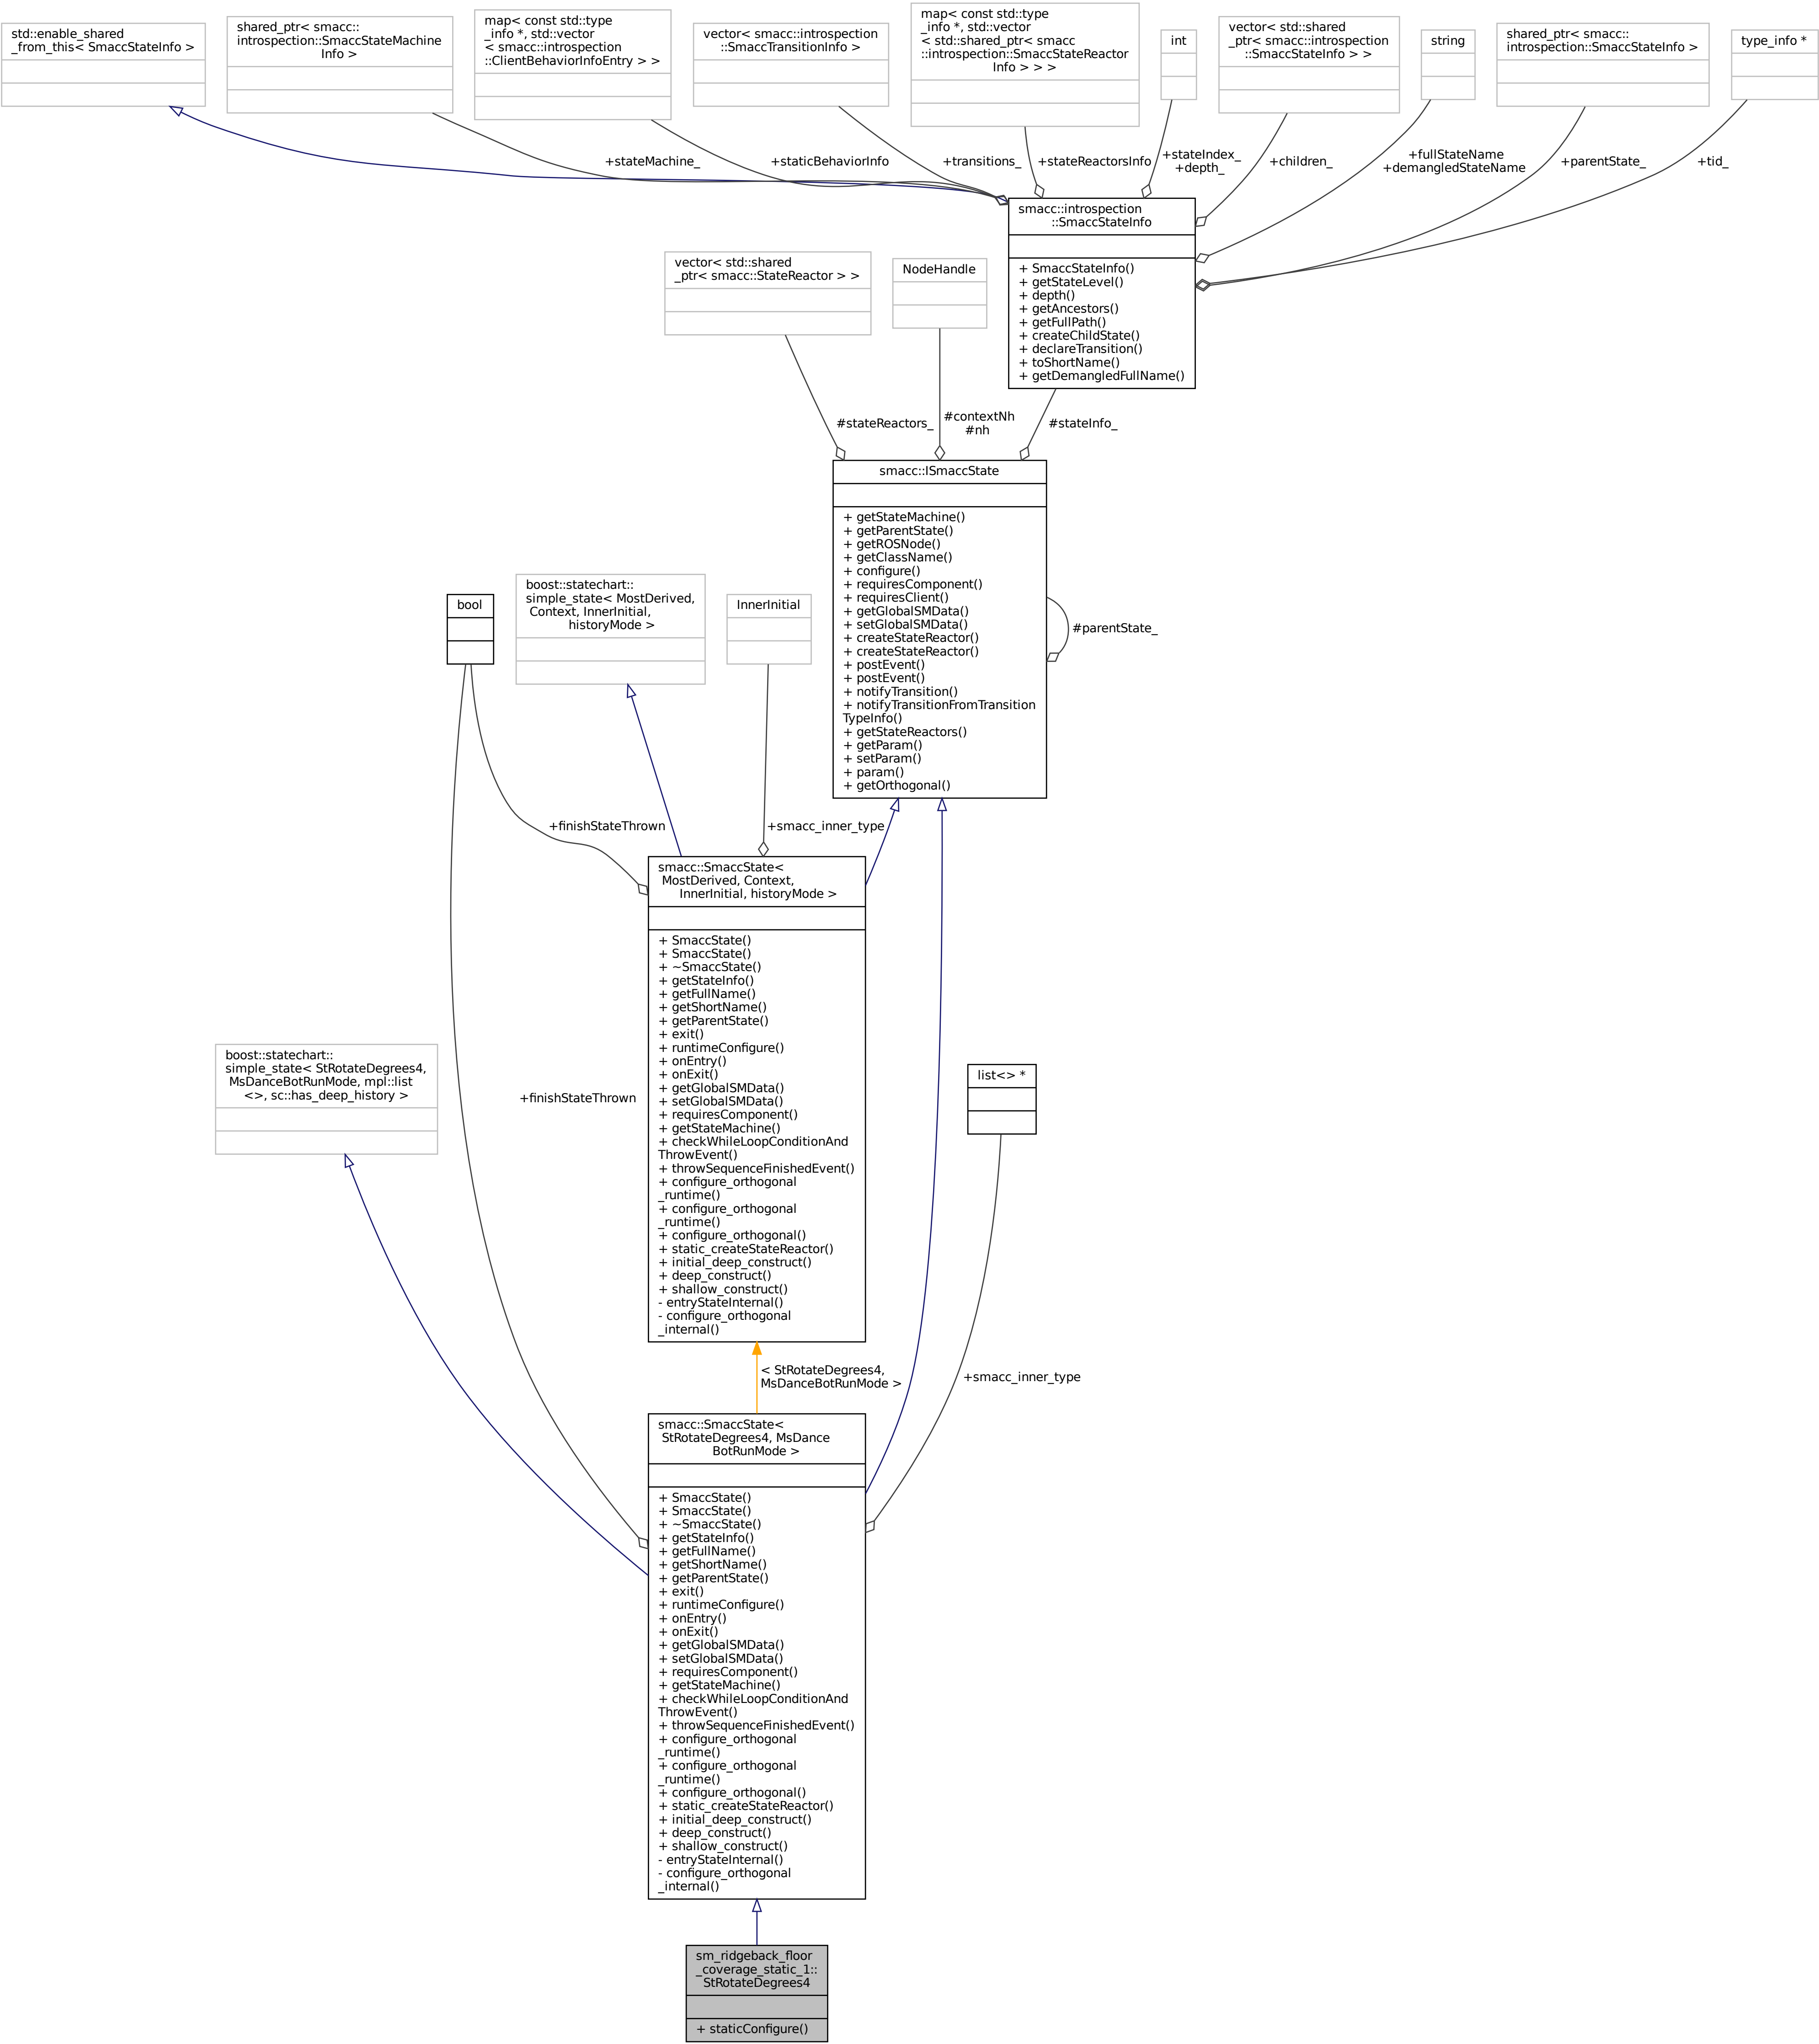 std::enable_shared
_from_this< SmaccStateInfo >
shared_ptr< smacc::
introspection::SmaccStateMachine
Info >
map< const std::type
_info *, std::vector
< smacc::introspection
::ClientBehaviorInfoEntry > >
vector< smacc::introspection
::SmaccTransitionInfo >
map< const std::type
_info *, std::vector
< std::shared_ptr< smacc
::introspection::SmaccStateReactor
Info > > >
int
vector< std::shared
_ptr< smacc::introspection
::SmaccStateInfo > >
string
shared_ptr< smacc::
introspection::SmaccStateInfo >
type_info *
+stateMachine_
+staticBehaviorInfo
+transitions_
+stateReactorsInfo
+stateIndex_
+depth_
+children_
+fullStateName
+demangledStateName
+parentState_
+tid_
smacc::introspection
::SmaccStateInfo
+ SmaccStateInfo()
+ getStateLevel()
+ depth()
+ getAncestors()
+ getFullPath()
+ createChildState()
+ declareTransition()
+ toShortName()
+ getDemangledFullName()
vector< std::shared
_ptr< smacc::StateReactor > >
NodeHandle
#stateReactors_
#contextNh
#nh
#stateInfo_
smacc::ISmaccState
+ getStateMachine()
+ getParentState()
+ getROSNode()
+ getClassName()
+ configure()
+ requiresComponent()
+ requiresClient()
+ getGlobalSMData()
+ setGlobalSMData()
+ createStateReactor()
+ createStateReactor()
+ postEvent()
+ postEvent()
+ notifyTransition()
+ notifyTransitionFromTransition
TypeInfo()
+ getStateReactors()
+ getParam()
+ setParam()
+ param()
+ getOrthogonal()
#parentState_
bool
boost::statechart::
simple_state< MostDerived,
Context, InnerInitial,
historyMode >
InnerInitial
+finishStateThrown
+smacc_inner_type
smacc::SmaccState<
MostDerived, Context,
InnerInitial, historyMode >
+ SmaccState()
+ SmaccState()
+ ~SmaccState()
+ getStateInfo()
+ getFullName()
+ getShortName()
+ getParentState()
+ exit()
+ runtimeConfigure()
+ onEntry()
+ onExit()
+ getGlobalSMData()
+ setGlobalSMData()
+ requiresComponent()
+ getStateMachine()
+ checkWhileLoopConditionAnd
ThrowEvent()
+ throwSequenceFinishedEvent()
+ configure_orthogonal
_runtime()
+ configure_orthogonal
_runtime()
+ configure_orthogonal()
+ static_createStateReactor()
+ initial_deep_construct()
+ deep_construct()
+ shallow_construct()
- entryStateInternal()
- configure_orthogonal
_internal()
boost::statechart::
simple_state< StRotateDegrees4,
MsDanceBotRunMode, mpl::list
<>, sc::has_deep_history >
+finishStateThrown
list<> *
< StRotateDegrees4,
MsDanceBotRunMode >
+smacc_inner_type
smacc::SmaccState<
StRotateDegrees4, MsDance
BotRunMode >
+ SmaccState()
+ SmaccState()
+ ~SmaccState()
+ getStateInfo()
+ getFullName()
+ getShortName()
+ getParentState()
+ exit()
+ runtimeConfigure()
+ onEntry()
+ onExit()
+ getGlobalSMData()
+ setGlobalSMData()
+ requiresComponent()
+ getStateMachine()
+ checkWhileLoopConditionAnd
ThrowEvent()
+ throwSequenceFinishedEvent()
+ configure_orthogonal
_runtime()
+ configure_orthogonal
_runtime()
+ configure_orthogonal()
+ static_createStateReactor()
+ initial_deep_construct()
+ deep_construct()
+ shallow_construct()
- entryStateInternal()
- configure_orthogonal
_internal()
sm_ridgeback_floor
_coverage_static_1::
StRotateDegrees4
+ staticConfigure()